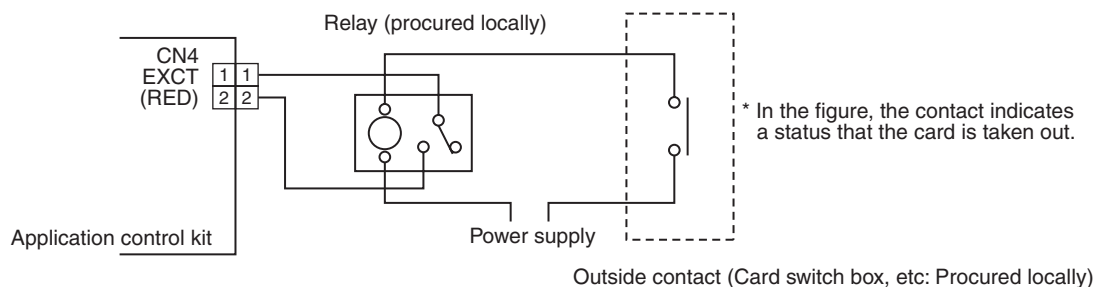 Relay (procured locally)
CN4
EXCT
(RED)
1 1
2 2
* In the figure, the contact indicates
a status that the card is taken out.
Application control kit
Power supply
Outside contact (Card switch box, etc: Procured locally)